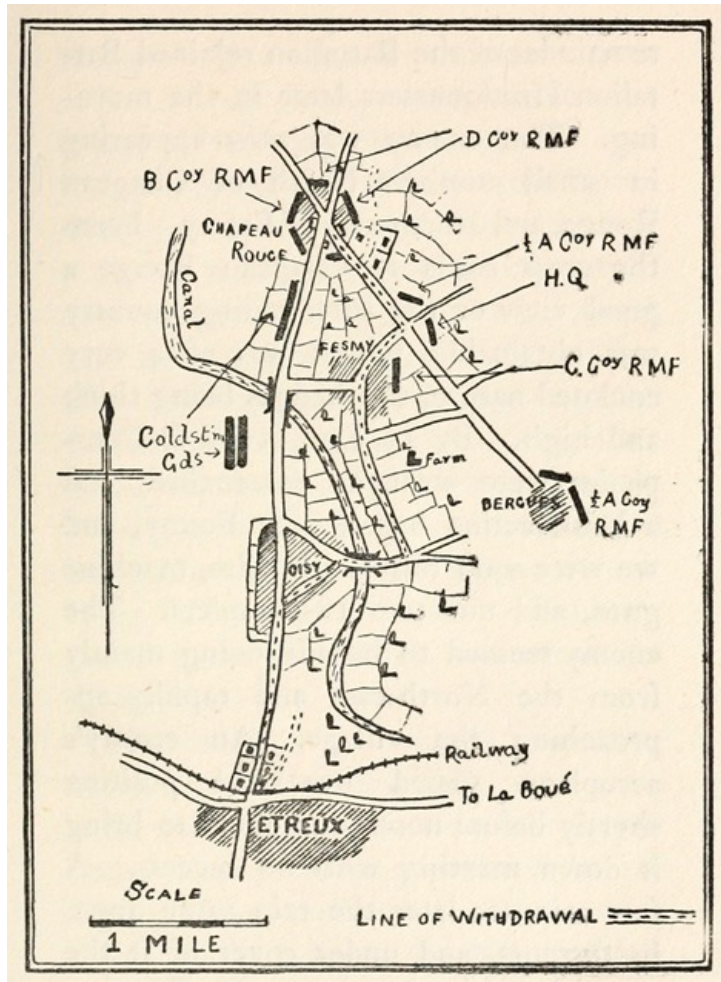 D COY RMF
B COY RMF
CHAPEAU
ROUGE
½ A COY RMF
H.Q
Canal
FESMY
C. COY RMF
Coldst'm
Gds
Farm
BERGUES
½ A Coy
RMF
OISY
Railway
To La Boué
ETREUX
SCALE
1 MILE
LINE OF WITHDRAWAL